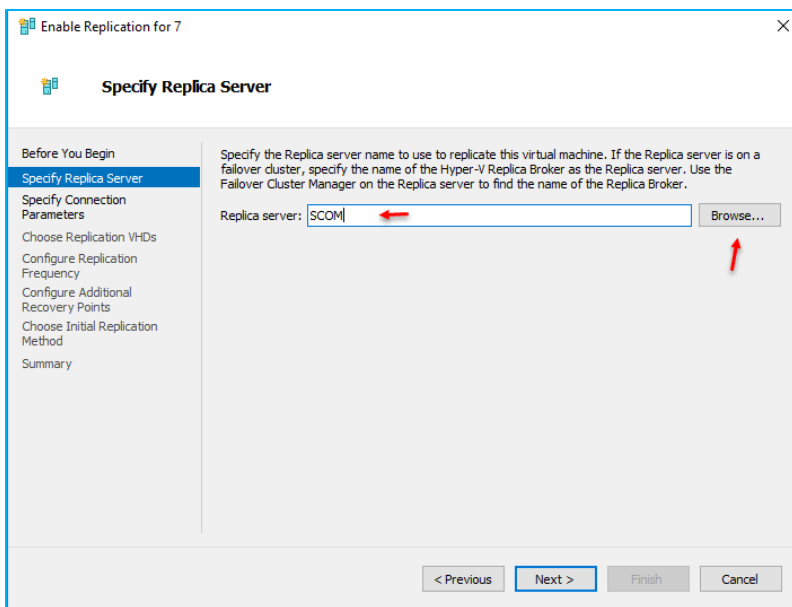 Enable Replication for 7
Specify Replica Server
Before You Begin
Specify Replica Server
Specify Connection
Parameters
Choose Replication VHDs
Configure Replication
Frequency
Configure Additional
Recovery Points
Choose Initial Replication
Method
Summary
Specify the Replica server name to use to replicate this virtual machine. If the Replica server is on a
failover cluster, specify the name of the Hyper-V Replica Broker as the Replica server. Use the
Failover Cluster Manager on the Replica server to find the name of the Replica Broker.
Replica server: SCOM Browse...
< Previous Next > Finish Cancel